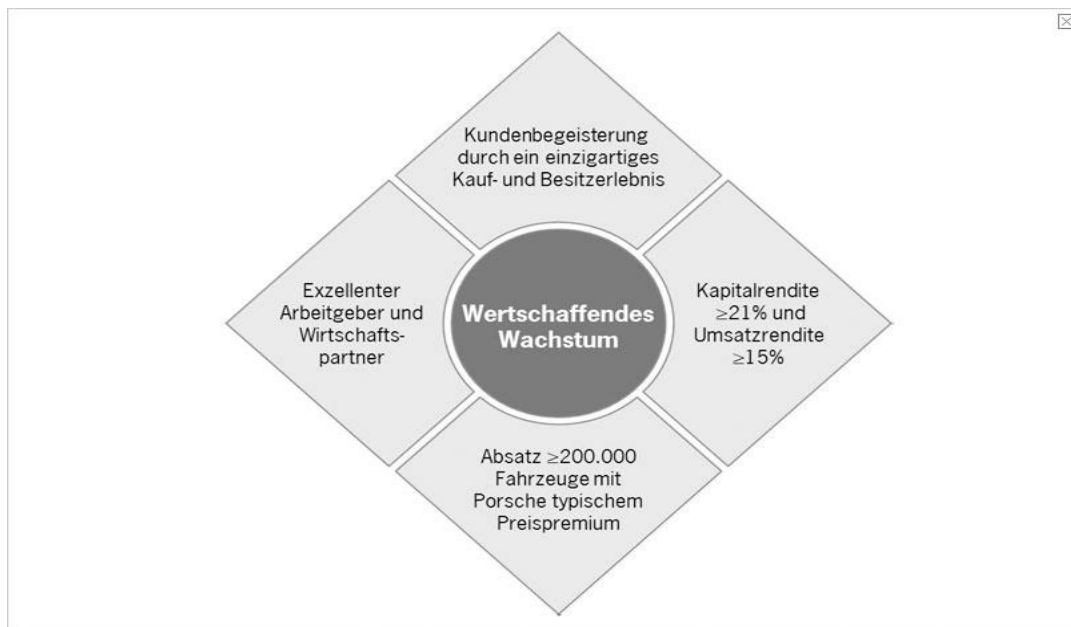 Kundenbegeisterung
durch ein einzigartiges
Kauf- und Besitzerlebnis
Exzellenter
Arbeitgeber und
Wirtschafts-
partner
Wertschaffendes
Wachstum
Kapitalrendite
≥21% und
Umsatzrendite
≥15%
Absatz ≥200.000
Fahrzeuge mit
Porsche typischem
Preispremium